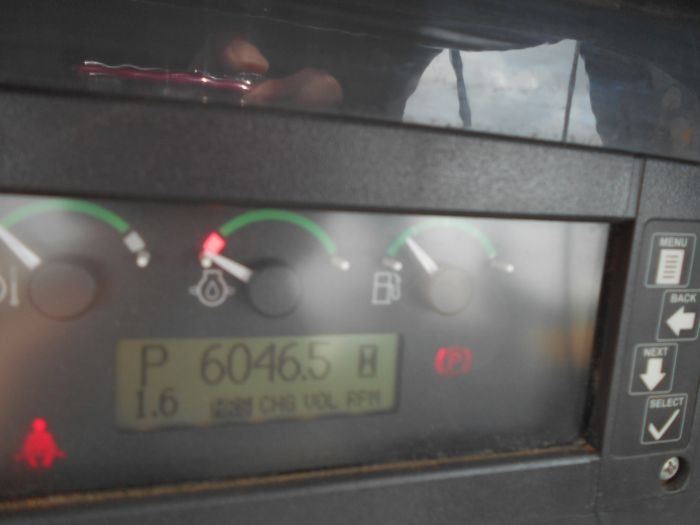 P 6046.5
1.6 CHG VOL RPM
(P)
MENU
BACK
NEXT
SELECT